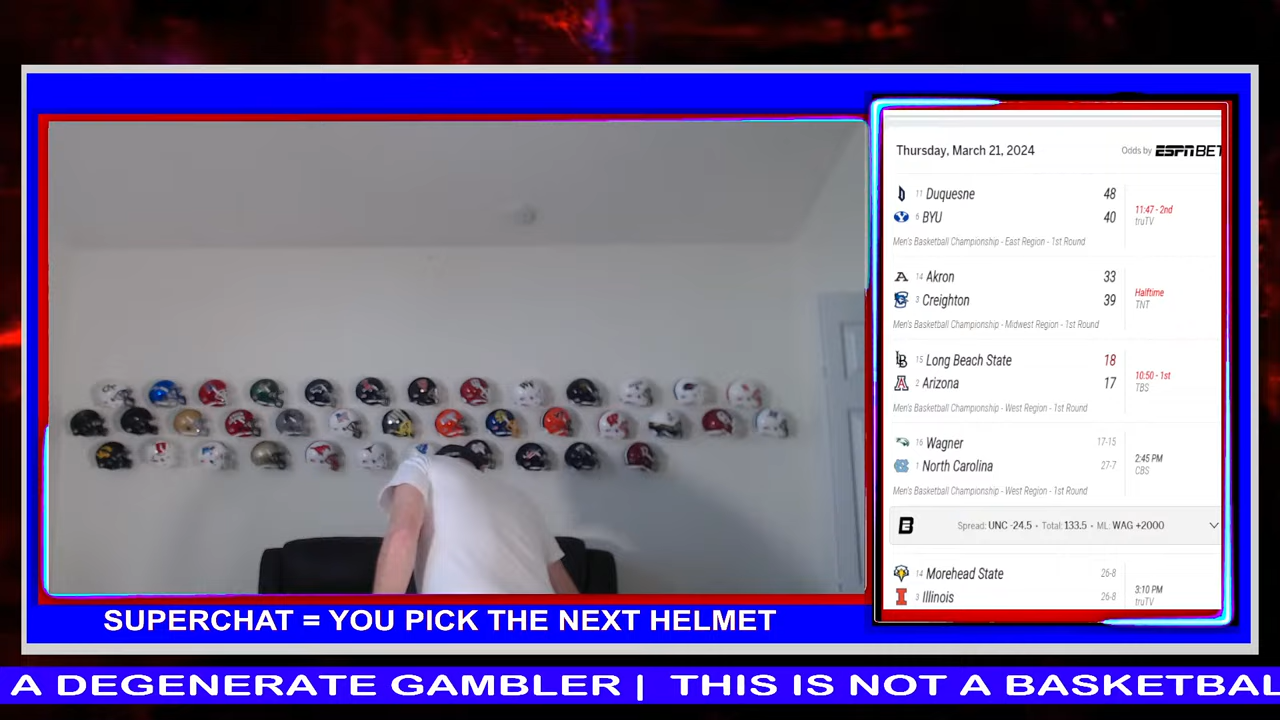 Thursday, March 21, 2024
Odds by ESPN BET
11 Duquesne 48
6 BYU 40
11:47 - 2nd
truTV
Men's Basketball Championship - East Region - 1st Round
14 Akron 33
3 Creighton 39
Halftime
TNT
Men's Basketball Championship - Midwest Region - 1st Round
15 Long Beach State 18
2 Arizona 17
10:50 - 1st
TBS
Men's Basketball Championship - West Region - 1st Round
16 Wagner 17-15
1 North Carolina 27-7
2:45 PM
CBS
Men's Basketball Championship - West Region - 1st Round
Spread: UNC -24.5 • Total: 133.5 • ML: WAG +2000
14 Morehead State 26-8
3 Illinois 26-8
3:10 PM
truTV
SUPERCHAT = YOU PICK THE NEXT HELMET
A DEGENERATE GAMBLER | THIS IS NOT A BASKETBAL